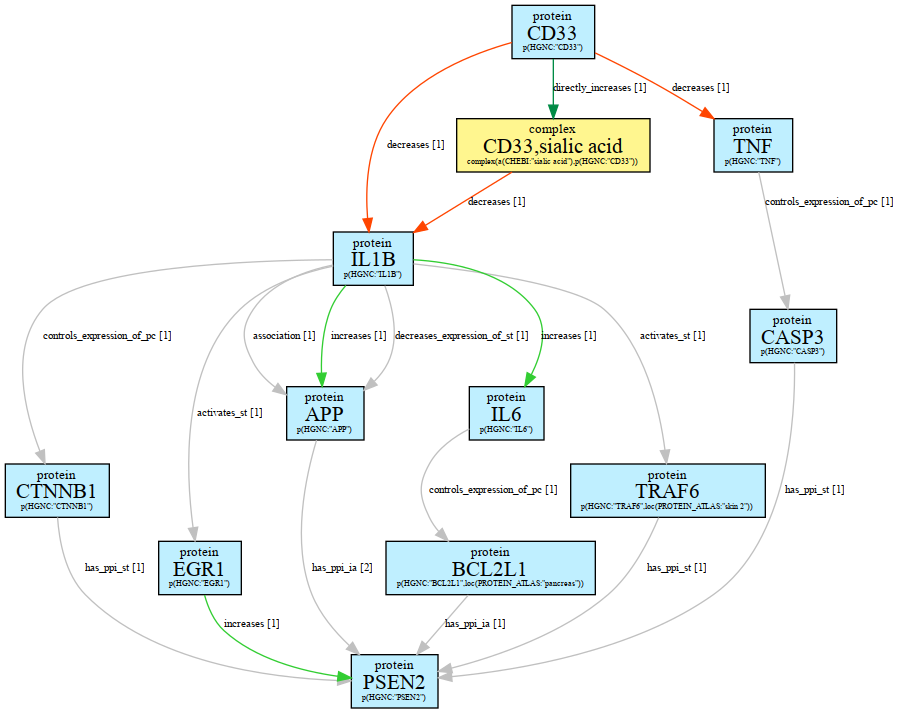 protein
CD33
p(HGNC:"CD33")
directly_increases [1]
decreases [1]
decreases [1]
complex
CD33,sialic acid
complex(a(CHEBI:"sialic acid"),p(HGNC:"CD33"))
protein
TNF
p(HGNC:"TNF")
decreases [1]
controls_expression_of_pc [1]
protein
IL1B
p(HGNC:"IL1B")
controls_expression_of_pc [1]
association [1]
increases [1]
decreases_expression_of_st [1]
increases [1]
activates_st [1]
protein
CASP3
p(HGNC:"CASP3")
activates_st [1]
protein
APP
p(HGNC:"APP")
protein
IL6
p(HGNC:"IL6")
protein
CTNNB1
p(HGNC:"CTNNB1")
controls_expression_of_pc [1]
protein
TRAF6
p(HGNC:"TRAF6",loc(PROTEIN_ATLAS:"skin 2"))
has_ppi_st [1]
has_ppi_st [1]
protein
EGR1
p(HGNC:"EGR1")
has_ppi_ia [2]
protein
BCL2L1
p(HGNC:"BCL2L1",loc(PROTEIN_ATLAS:"pancreas"))
has_ppi_st [1]
increases [1]
has_ppi_ia [1]
protein
PSEN2
p(HGNC:"PSEN2")